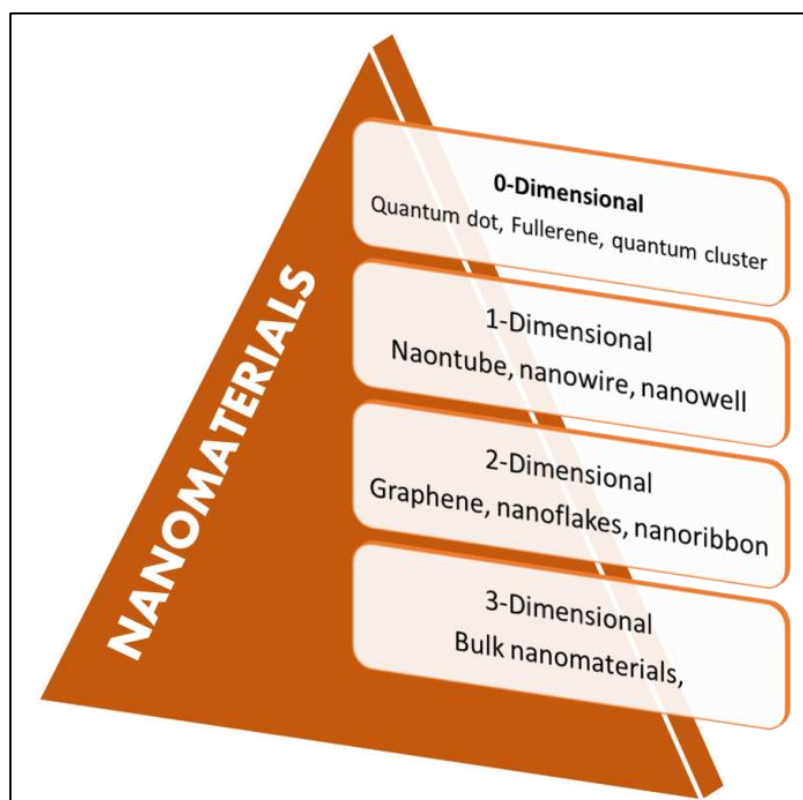 NANOMATERIALS
0-Dimensional
Quantum dot, Fullerene, quantum cluster
1-Dimensional
Naontube, nanowire, nanowell
2-Dimensional
Graphene, nanoflakes, nanoribbon
3-Dimensional
Bulk nanomaterials,